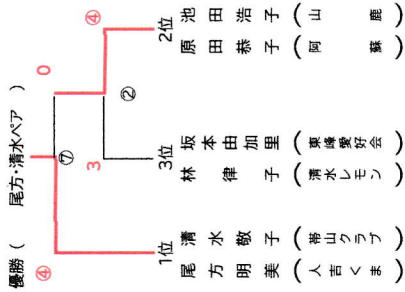 優勝（ 尾方・清水ペア ）
④ 0
⑦
3 ④
②
1位 3位 2位
尾方明美（人吉くま）
清水敬子（帯山クラブ）
林律子（清水レモン）
坂本由加里（東峰愛好会）
原田恭子（阿蘇）
池田浩子（山鹿）